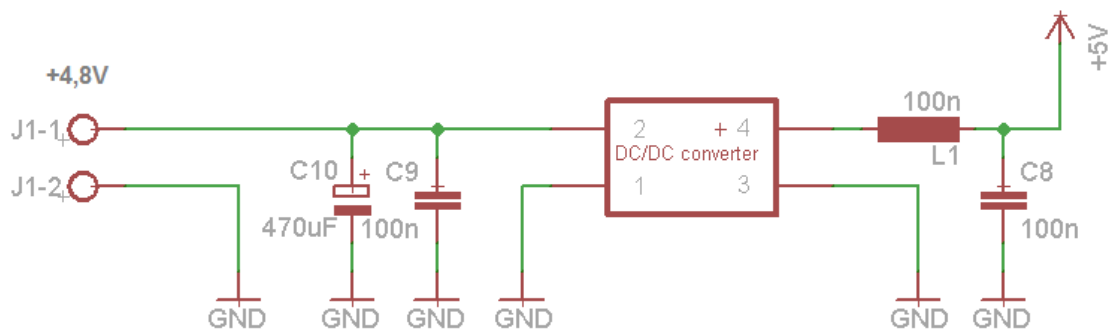 +4,8V
+5V
J1-1
J1-2
C10
470uF
C9
100n
2
+ 4
DC/DC converter
1
3
100n
L1
C8
100n
GND
GND
GND
GND
GND
GND